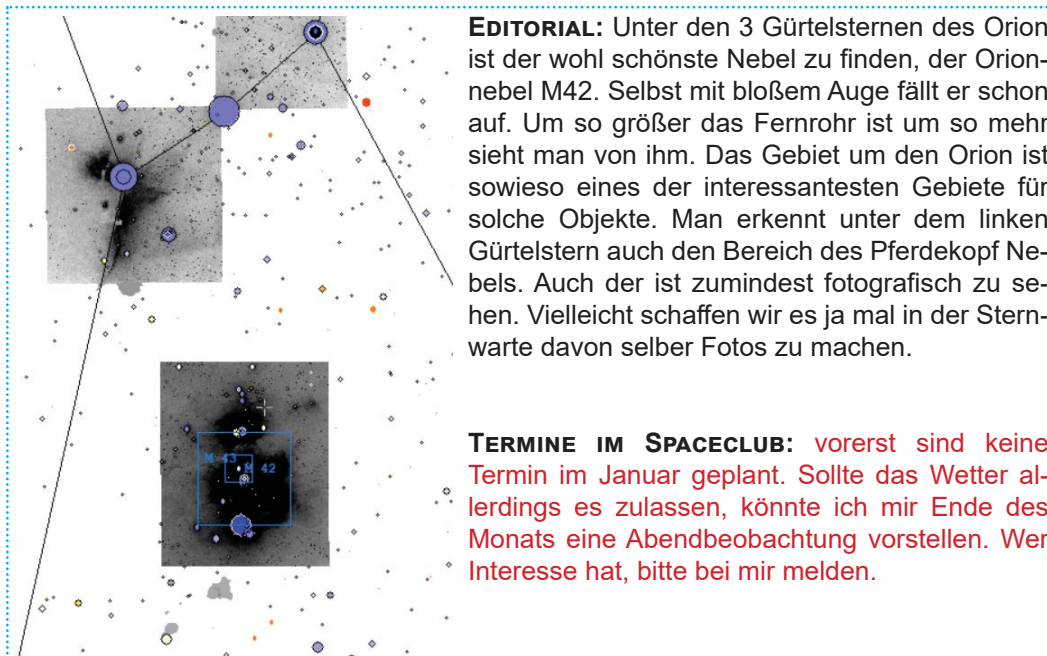 EDITORIAL: Unter den 3 Gürtelsternen des Orion
ist der wohl schönste Nebel zu finden, der Orion-
nebel M42. Selbst mit bloßem Auge fällt er schon
auf. Um so größer das Fernrohr ist um so mehr
sieht man von ihm. Das Gebiet um den Orion ist
sowieso eines der interessantesten Gebiete für
solche Objekte. Man erkennt unter dem linken
Gürtelstern auch den Bereich des Pferdekopf Ne-
bels. Auch der ist zumindest fotografisch zu se-
hen. Vielleicht schaffen wir es ja mal in der Stern-
warte davon selber Fotos zu machen.
TERMINE IM SPACECLUB: vorerst sind keine
Termin im Januar geplant. Sollte das Wetter al-
lerdings es zulassen, könnte ich mir Ende des
Monats eine Abendbeobachtung vorstellen. Wer
Interesse hat, bitte bei mir melden.
M 43
M 42